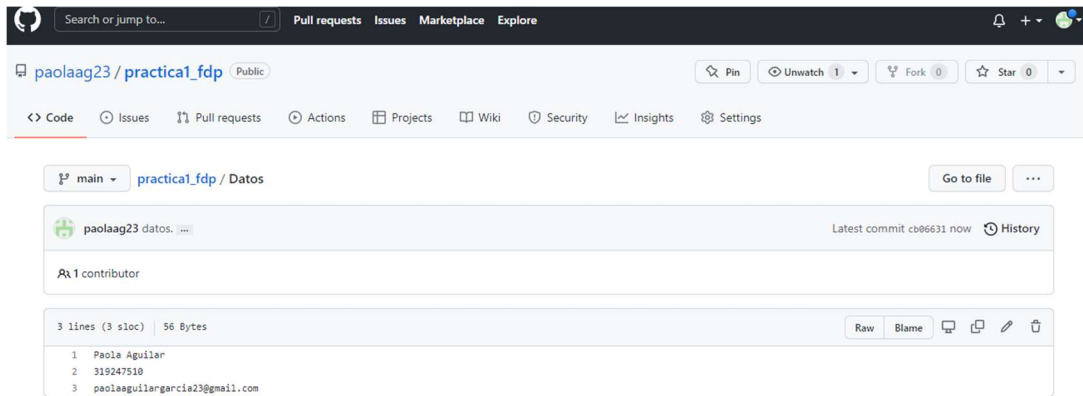 Search or jump to... / Pull requests Issues Marketplace Explore
paolaag23 / practica1_fdp Public Pin Unwatch 1 Fork 0 Star 0
<> Code Issues Pull requests Actions Projects Wiki Security Insights Settings
main practica1_fdp / Datos Go to file ...
paolaag23 datos. ... Latest commit cb06631 now History
1 contributor
3 lines (3 sloc) 56 Bytes Raw Blame
1 Paola Aguilar
2 319247510
3 paolaaguilargarcia23@gmail.com